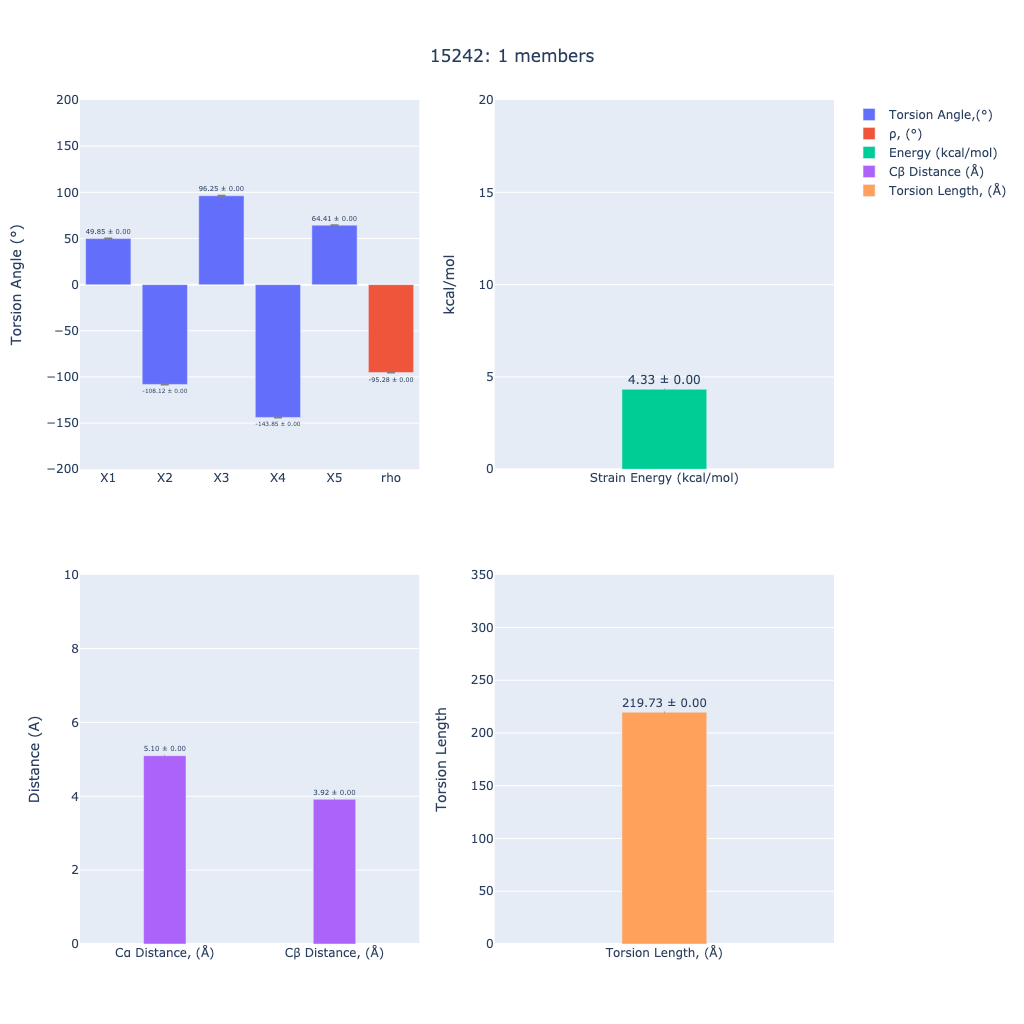 15242: 1 members
Torsion Angle (°)
200
150
100
50
0
−50
−100
−150
−200
49.85 ± 0.00
-108.12 ± 0.00
96.25 ± 0.00
-143.85 ± 0.00
64.41 ± 0.00
-95.28 ± 0.00
X1 X2 X3 X4 X5 rho
kcal/mol
20
15
10
5
0
4.33 ± 0.00
Strain Energy (kcal/mol)
Torsion Angle,(°)
ρ, (°)
Energy (kcal/mol)
Cβ Distance (Å)
Torsion Length, (Å)
Distance (A)
10
8
6
4
2
0
5.10 ± 0.00
3.92 ± 0.00
Cα Distance, (Å) Cβ Distance, (Å)
Torsion Length
350
300
250
200
150
100
50
0
219.73 ± 0.00
Torsion Length, (Å)